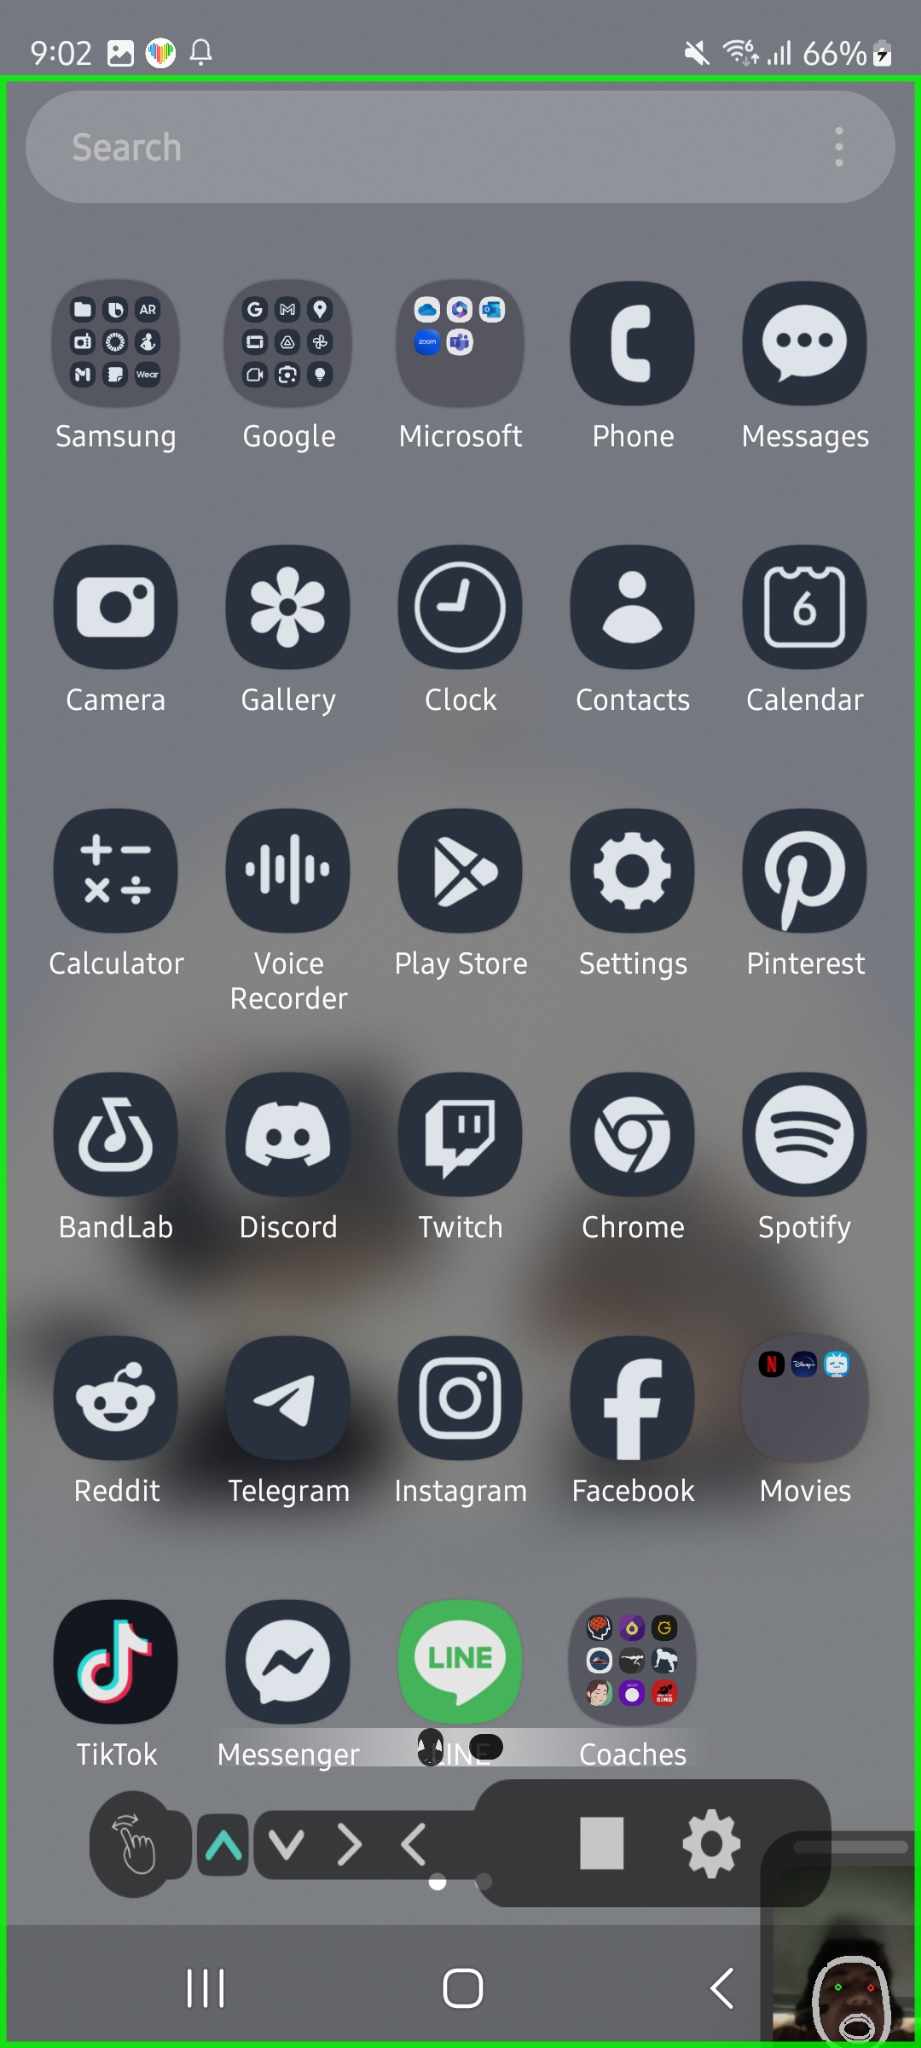 9:02 66%
Search
AR
Wear
zoom
Samsung Google Microsoft Phone Messages
6
Camera Gallery Clock Contacts Calendar
Calculator Voice Recorder Play Store Settings Pinterest
BandLab Discord Twitch Chrome Spotify
N Disney+
Reddit Telegram Instagram Facebook Movies
LINE
TikTok Messenger LINE Coaches